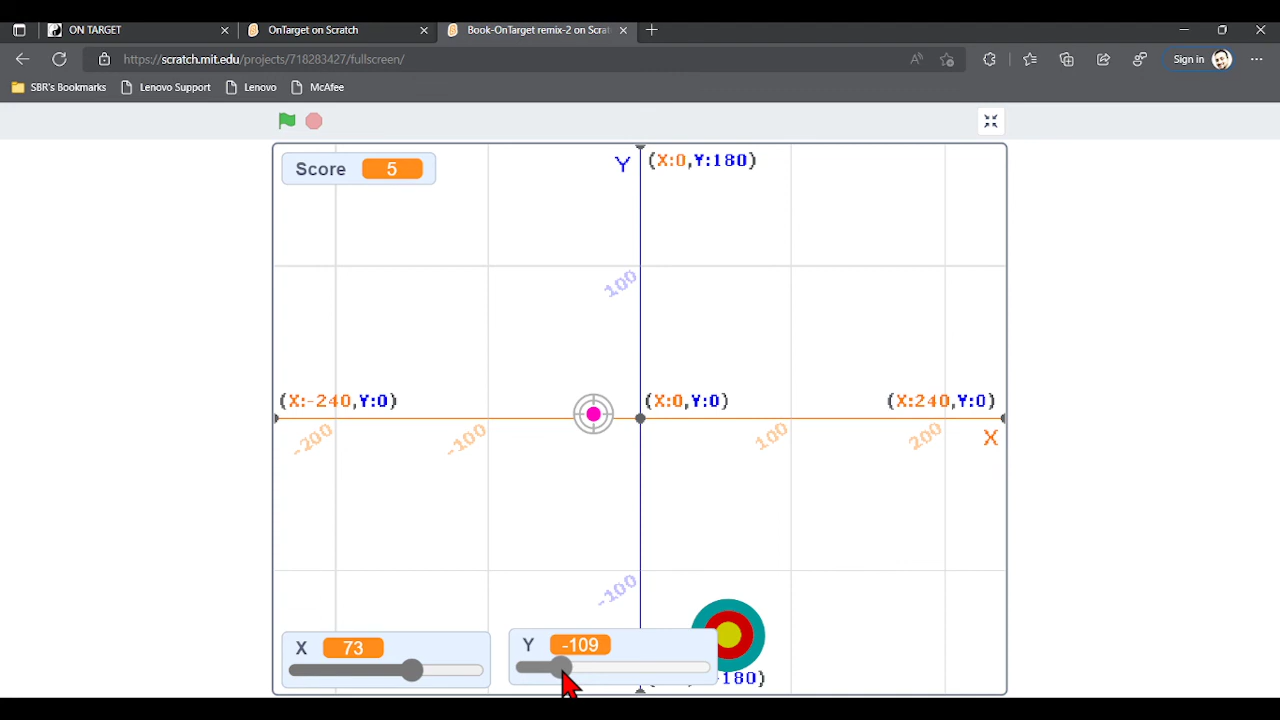 ON TARGET
OnTarget on Scratch
Book-OnTarget remix-2 on Scrat
https://scratch.mit.edu/projects/718283427/fullscreen/
Sign in
SBR's Bookmarks
Lenovo Support
Lenovo
McAfee
Score 5
Y (X:0,Y:180)
100
(X:-240,Y:0)
(X:0,Y:0)
(X:240,Y:0)
-200
-100
100
200
X
-100
X 73
Y -109
180)